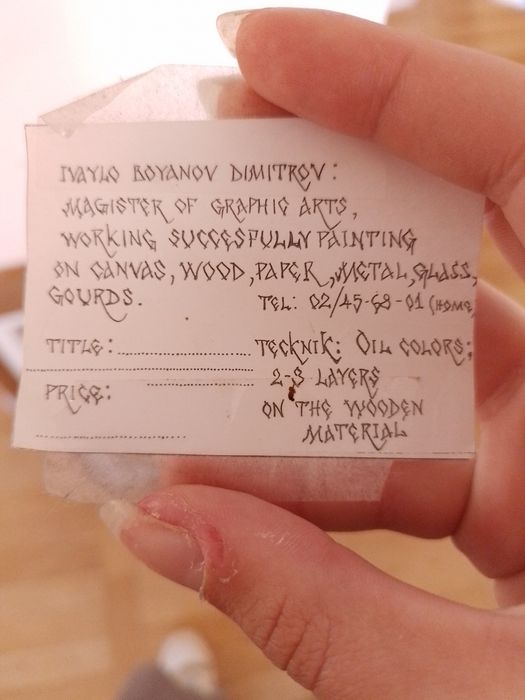 IVAYLO BOYANOV DIMITROV:
MAGISTER OF GRAPHIC ARTS,
WORKING SUCCESFULLY PAINTING
ON CANVAS, WOOD, PAPER, METAL, GLASS,
GOURDS. TEL: 02/45-68-01 (HOME
TITLE: TECKNIK: OIL COLORS;
PRICE: 2-3 LAYERS
ON THE WOODEN
MATERIAL